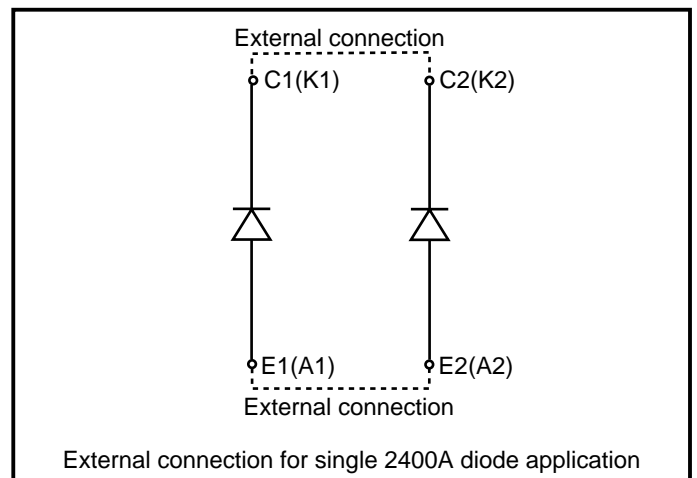 External connection
C1(K1)
C2(K2)
E1(A1)
E2(A2)
External connection
External connection for single 2400A diode application